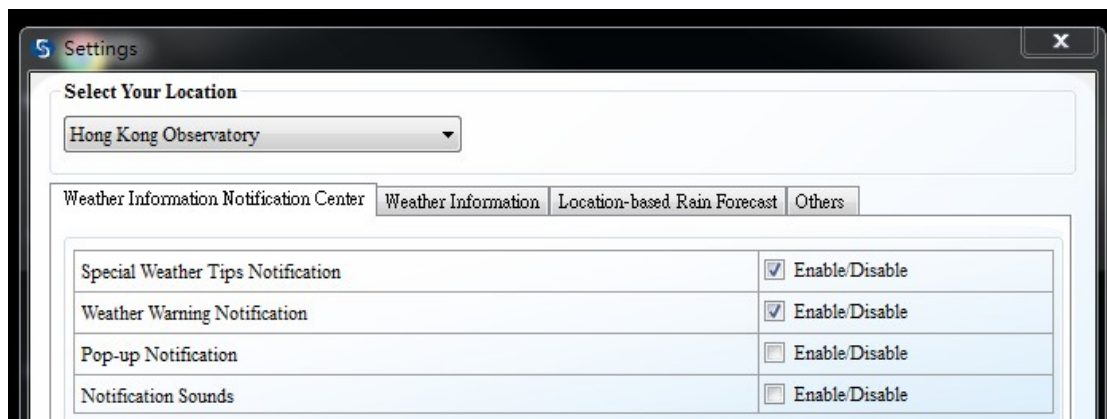 Settings
Select Your Location
Hong Kong Observatory
Weather Information Notification Center Weather Information Location-based Rain Forecast Others
Special Weather Tips Notification Enable/Disable
Weather Warning Notification Enable/Disable
Pop-up Notification Enable/Disable
Notification Sounds Enable/Disable